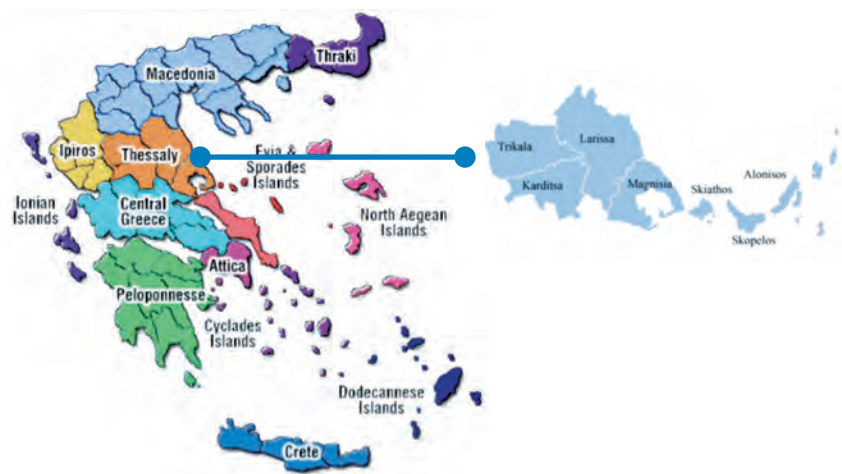 Thraki
Macedonia
Ipiros
Thessaly
Evia &
Sporades
Islands
Ionian
Islands
Central
Greece
North Aegean
Islands
Attica
Peloponnesse
Cyclades
Islands
Dodecannese
Islands
Crete
Trikala
Larissa
Karditsa
Magnisia
Skiathos
Alonisos
Skopelos